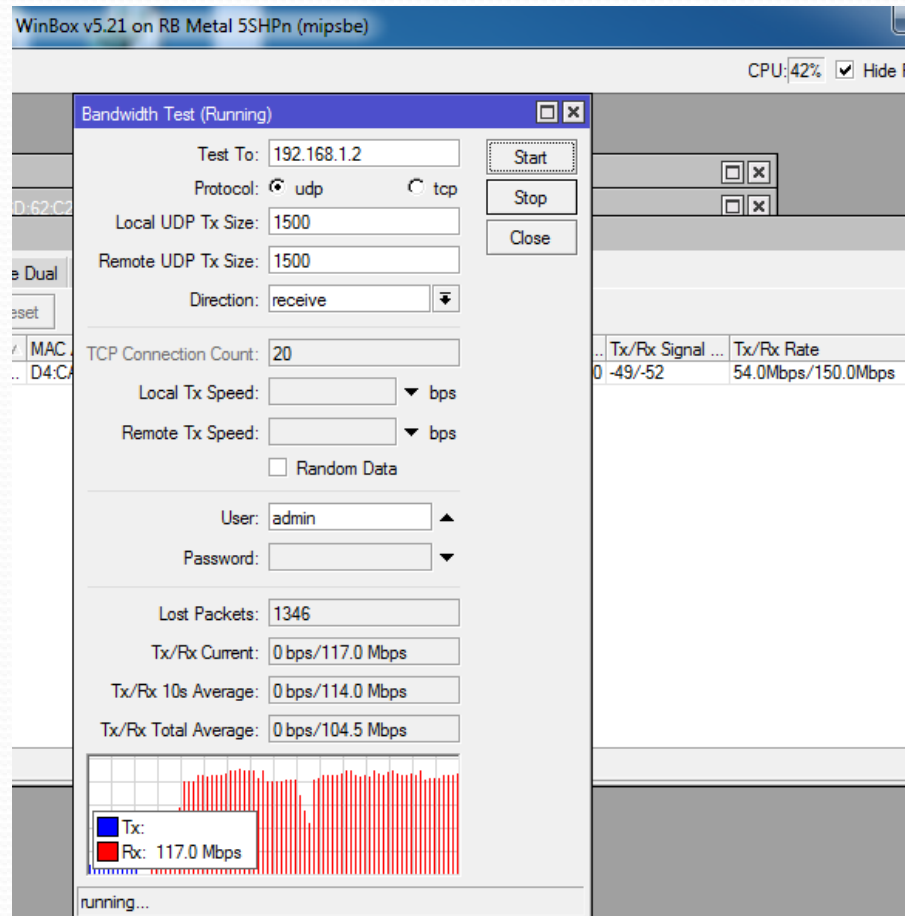 WinBox v5.21 on RB Metal 5SHPn (mipsbe)
CPU: 42% Hide
Bandwidth Test (Running)
Test To: 192.168.1.2 Start
Protocol: udp tcp
D:62:C2 Stop
Local UDP Tx Size: 1500
Close
Remote UDP Tx Size: 1500
e Dual
Direction: receive
eset
MAC
TCP Connection Count: 20
.. Tx/Rx Signal ... Tx/Rx Rate
.. D4:CA
0 -49/-52 54.0Mbps/150.0Mbps
Local Tx Speed: bps
Remote Tx Speed: bps
Random Data
User: admin
Password:
Lost Packets: 1346
Tx/Rx Current: 0 bps/117.0 Mbps
Tx/Rx 10s Average: 0 bps/114.0 Mbps
Tx/Rx Total Average: 0 bps/104.5 Mbps
Tx:
Rx: 117.0 Mbps
running...